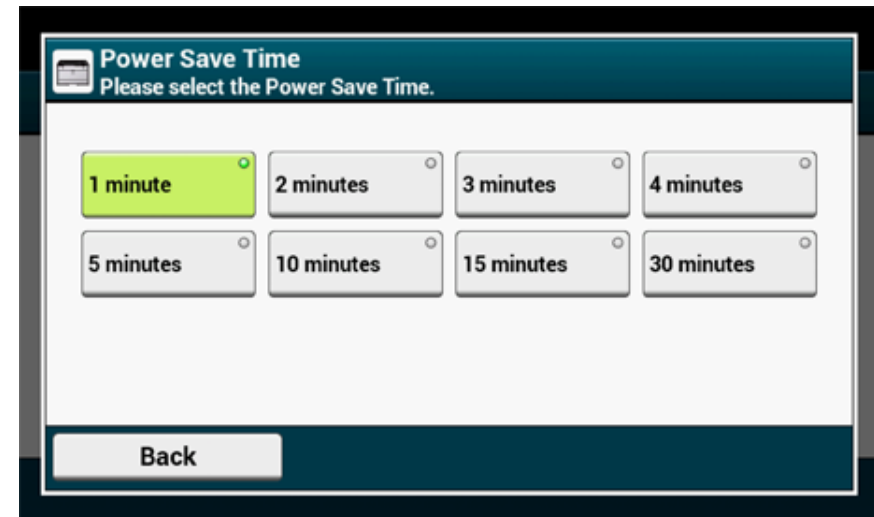 Power Save Time
Please select the Power Save Time.
1 minute
2 minutes
3 minutes
4 minutes
5 minutes
10 minutes
15 minutes
30 minutes
Back